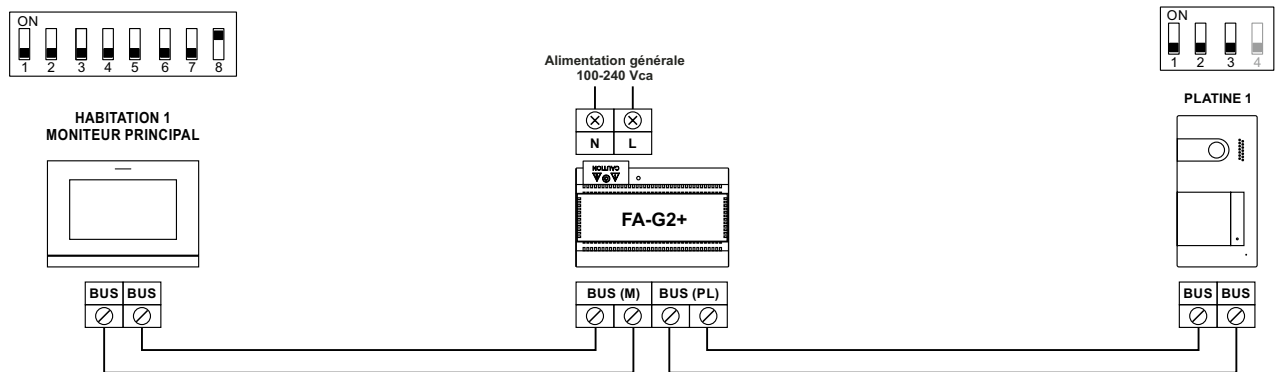 ON
1 2 3 4 5 6 7 8
HABITATION 1
MONITEUR PRINCIPAL
BUS BUS
Alimentation générale
100-240 Vca
N L
CAUTION
FA-G2+
BUS (M) BUS (PL)
ON
1 2 3 4
PLATINE 1
BUS BUS